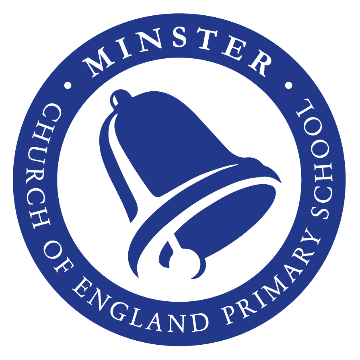 • MINSTER •
CHURCH OF ENGLAND PRIMARY SCHOOL